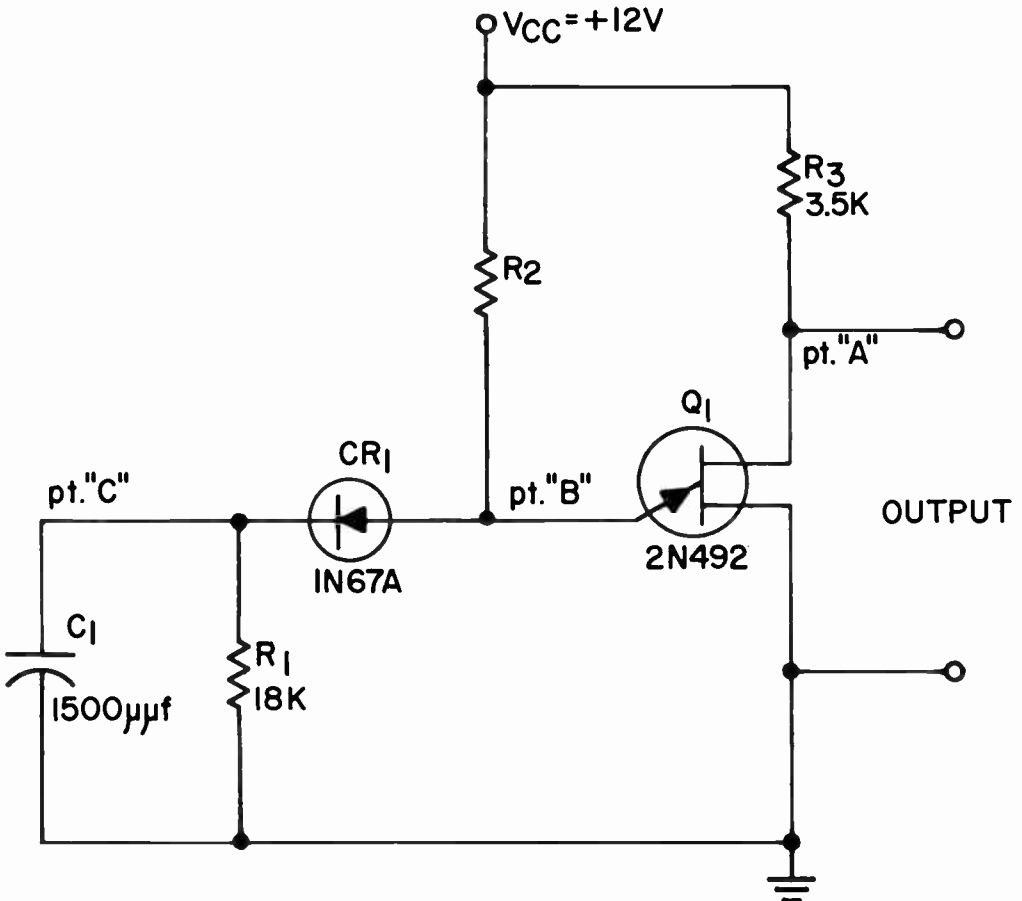 VCC=+12V
R3
3.5K
R2
pt."A"
Q1
CR1
pt."C"
pt."B"
OUTPUT
1N67A
2N492
C1
R1
1500μμf
18K